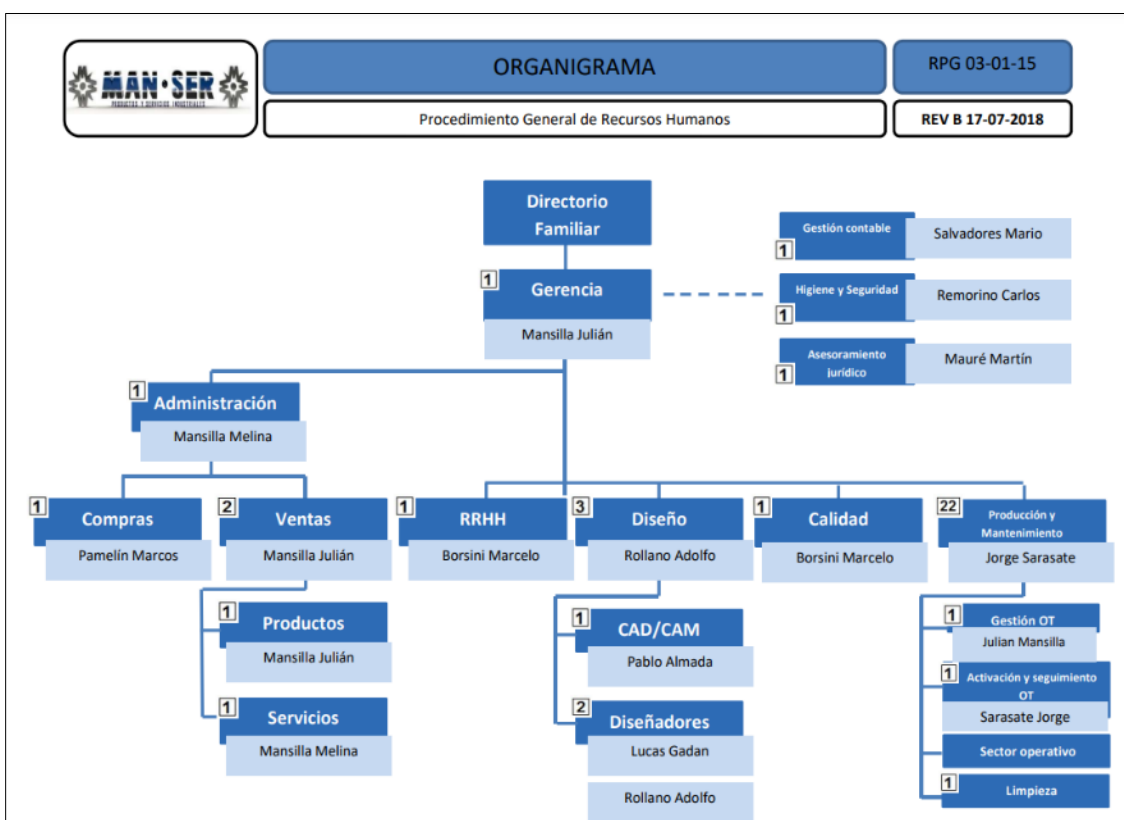 MAN•SER
PRODUCTOS Y SERVICIOS INDUSTRIALES
ORGANIGRAMA
RPG 03-01-15
Procedimiento General de Recursos Humanos
REV B 17-07-2018
Directorio
Familiar
1
Gerencia
Mansilla Julián
Gestión contable
1
Salvadores Mario
Higiene y Seguridad
1
Remorino Carlos
Asesoramiento
jurídico
1
Mauré Martín
1
Administración
Mansilla Melina
1
Compras
Pamelín Marcos
2
Ventas
Mansilla Julián
1
RRHH
Borsini Marcelo
3
Diseño
Rollano Adolfo
1
Calidad
Borsini Marcelo
22
Producción y
Mantenimiento
Jorge Sarasate
1
Productos
Mansilla Julián
1
Servicios
Mansilla Melina
1
CAD/CAM
Pablo Almada
2
Diseñadores
Lucas Gadan
Rollano Adolfo
1
Gestión OT
Julian Mansilla
1
Activación y seguimiento
OT
Sarasate Jorge
Sector operativo
1
Limpieza